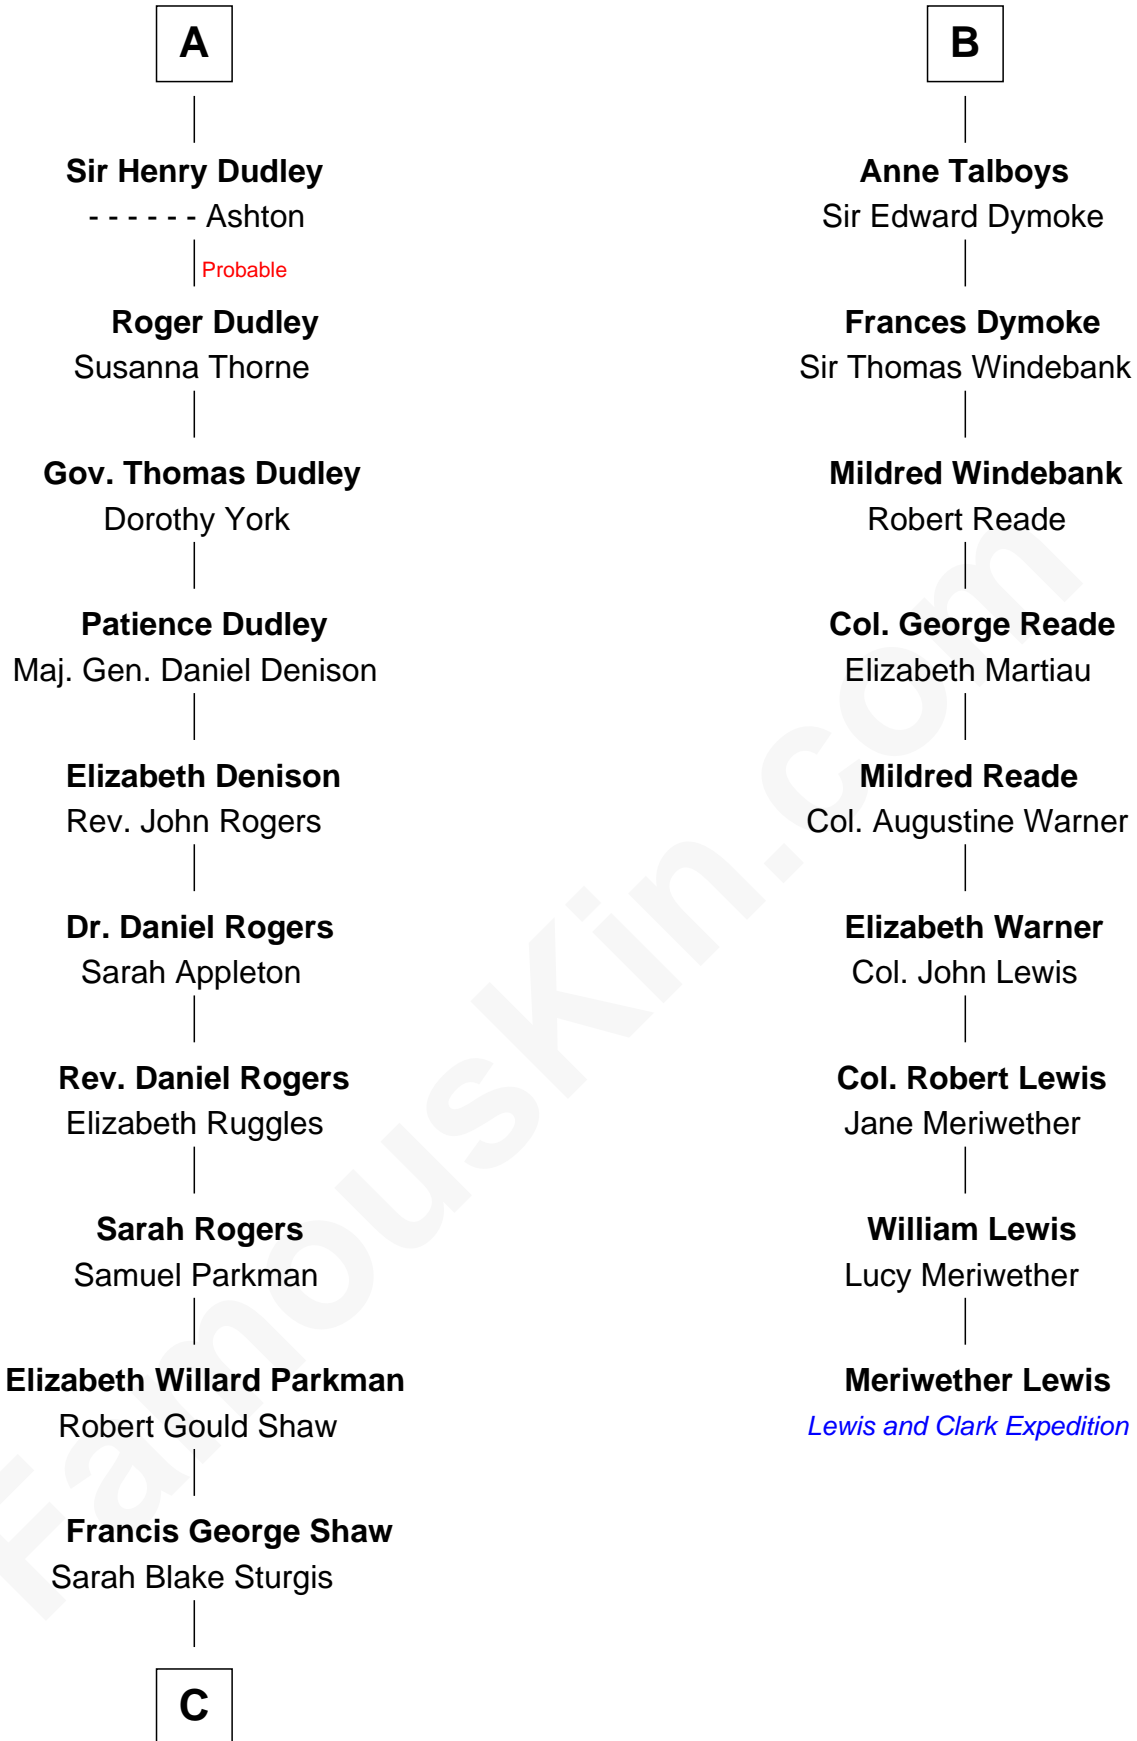 A
Sir Henry Dudley
- - - - - - Ashton
Probable
Roger Dudley
Susanna Thorne
Gov. Thomas Dudley
Dorothy York
Patience Dudley
Maj. Gen. Daniel Denison
Elizabeth Denison
Rev. John Rogers
Dr. Daniel Rogers
Sarah Appleton
Rev. Daniel Rogers
Elizabeth Ruggles
Sarah Rogers
Samuel Parkman
Elizabeth Willard Parkman
Robert Gould Shaw
Francis George Shaw
Sarah Blake Sturgis
C
B
Anne Talboys
Sir Edward Dymoke
Frances Dymoke
Sir Thomas Windebank
Mildred Windebank
Robert Reade
Col. George Reade
Elizabeth Martiau
Mildred Reade
Col. Augustine Warner
Elizabeth Warner
Col. John Lewis
Col. Robert Lewis
Jane Meriwether
William Lewis
Lucy Meriwether
Meriwether Lewis
Lewis and Clark Expedition
FamousKin.com